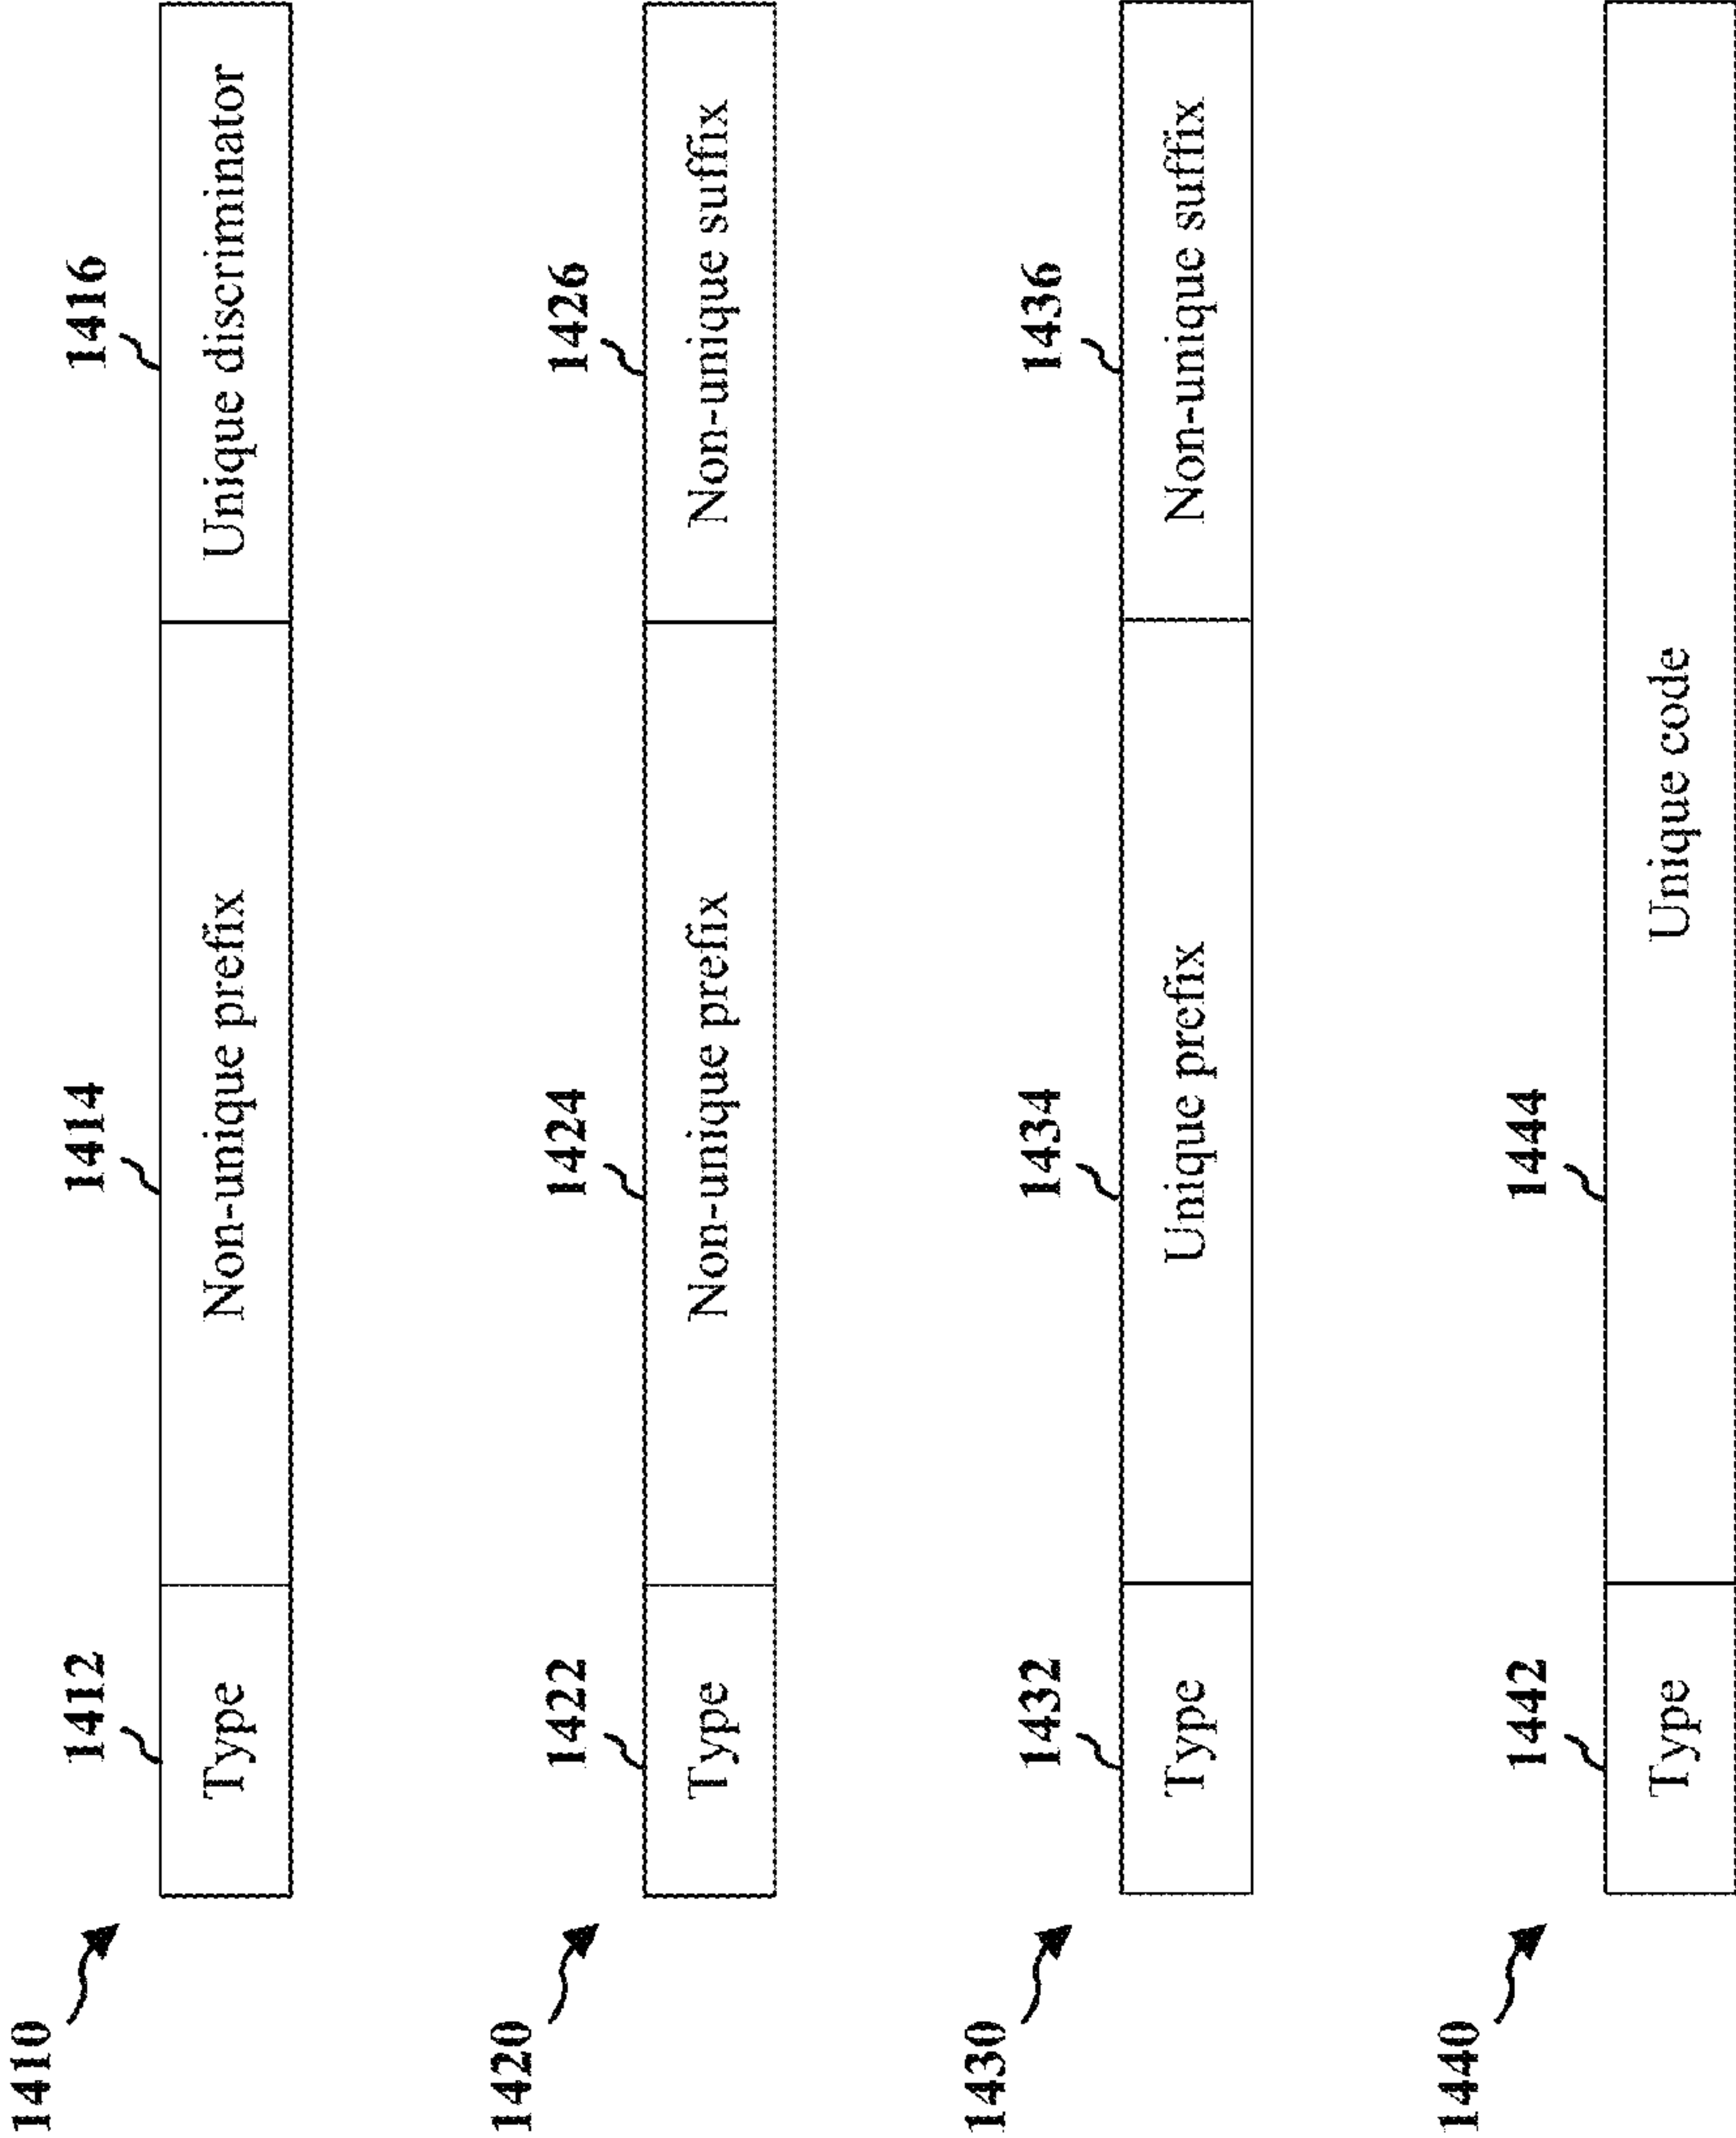 1410
1412
1414
1416
Type
Non-unique prefix
Unique discriminator
1420
1422
1424
1426
Type
Non-unique prefix
Non-unique suffix
1430
1432
1434
1436
Type
Unique prefix
Non-unique suffix
1440
1442
1444
Type
Unique code